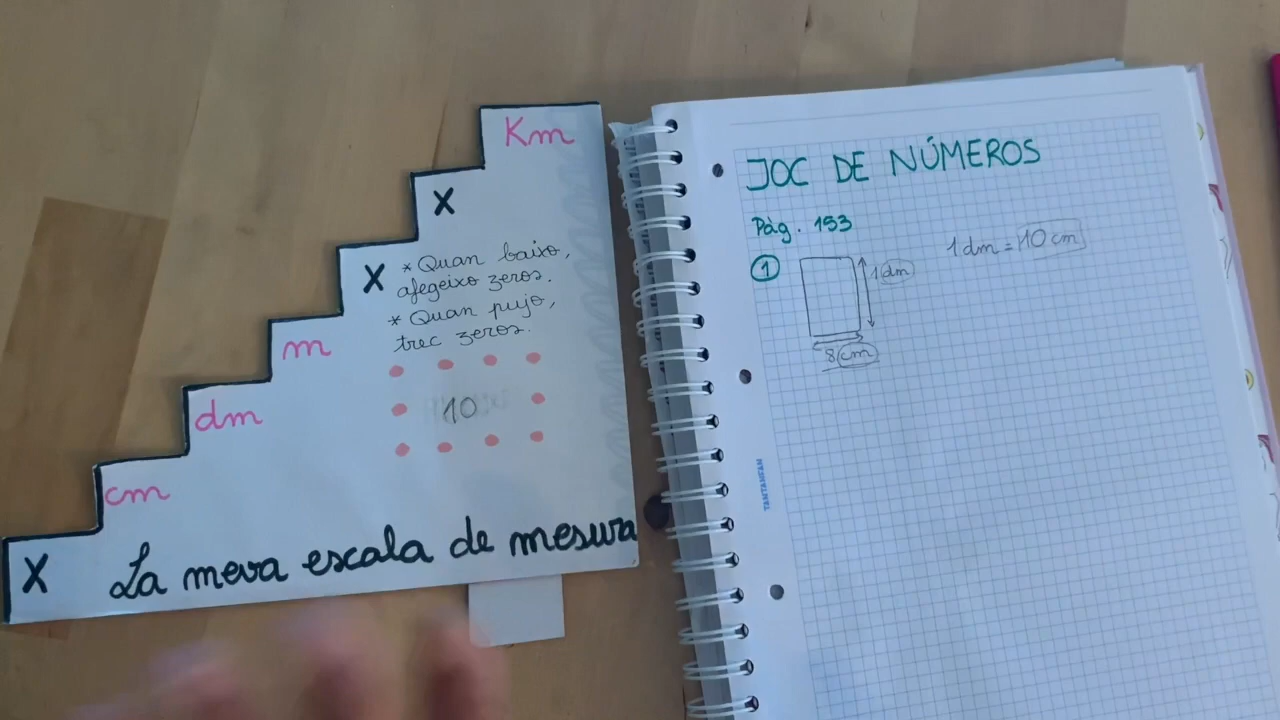 Km
X
X
* Quan baixo,
afegeixo zeros.
* Quan pujo,
trec zeros.
m
dm
10
cm
X
La meva escala de mesura
JOC DE NÚMEROS
Pàg. 153
1 dm = 10 cm
1
1 dm
8 cm
TANTANFAN